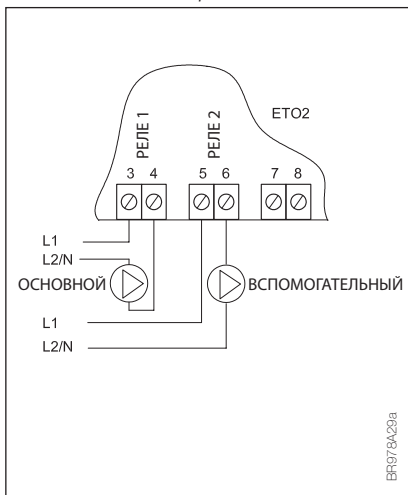 РЕЛЕ 1
РЕЛЕ 2
ETO2
3 4 5 6 7 8
L1
L2/N
ОСНОВНОЙ
ВСПОМОГАТЕЛЬНЫЙ
L1
L2/N
BR978A29a